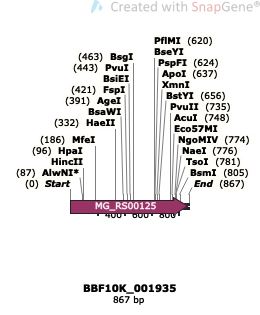 Created with SnapGene®
PflMI (620)
(463) BsgI BseYI
(443) PvuI PspFI (624)
BsiEI ApoI (637)
(421) FspI XmnI
(391) AgeI BstYI (656)
BsaWI PvuII (735)
(332) HaeII AcuI (748)
Eco57MI
(186) MfeI NgoMIV (774)
(96) HpaI NaeI (776)
HincII TsoI (781)
(87) AlwNI* BsmI (805)
(0) Start End (867)
MG_RS00125
400 600 800
BBF10K_001935
867 bp